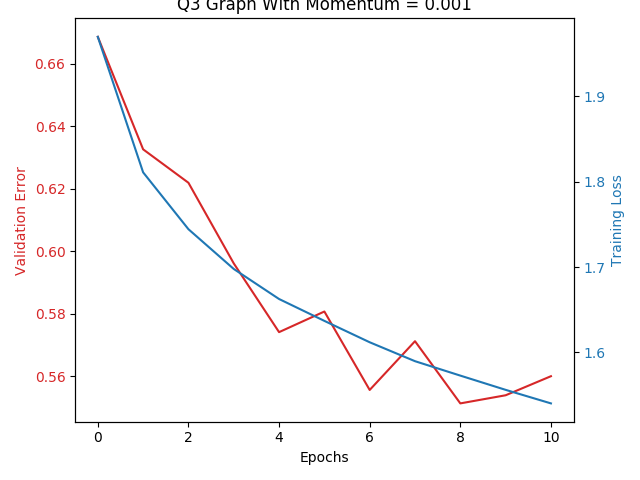 Q3 Graph With Momentum = 0.001
0.66
0.64
0.62
0.60
0.58
0.56
Validation Error
1.9
1.8
1.7
1.6
Training Loss
0 2 4 6 8 10
Epochs